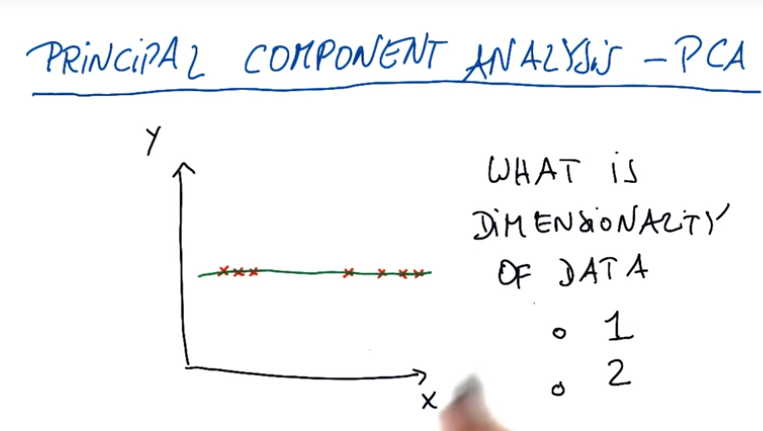 PRINCIPAL COMPONENT ANALYSIS - PCA
Y
WHAT IS
DIMENSIONALITY
OF DATA
1
2
X